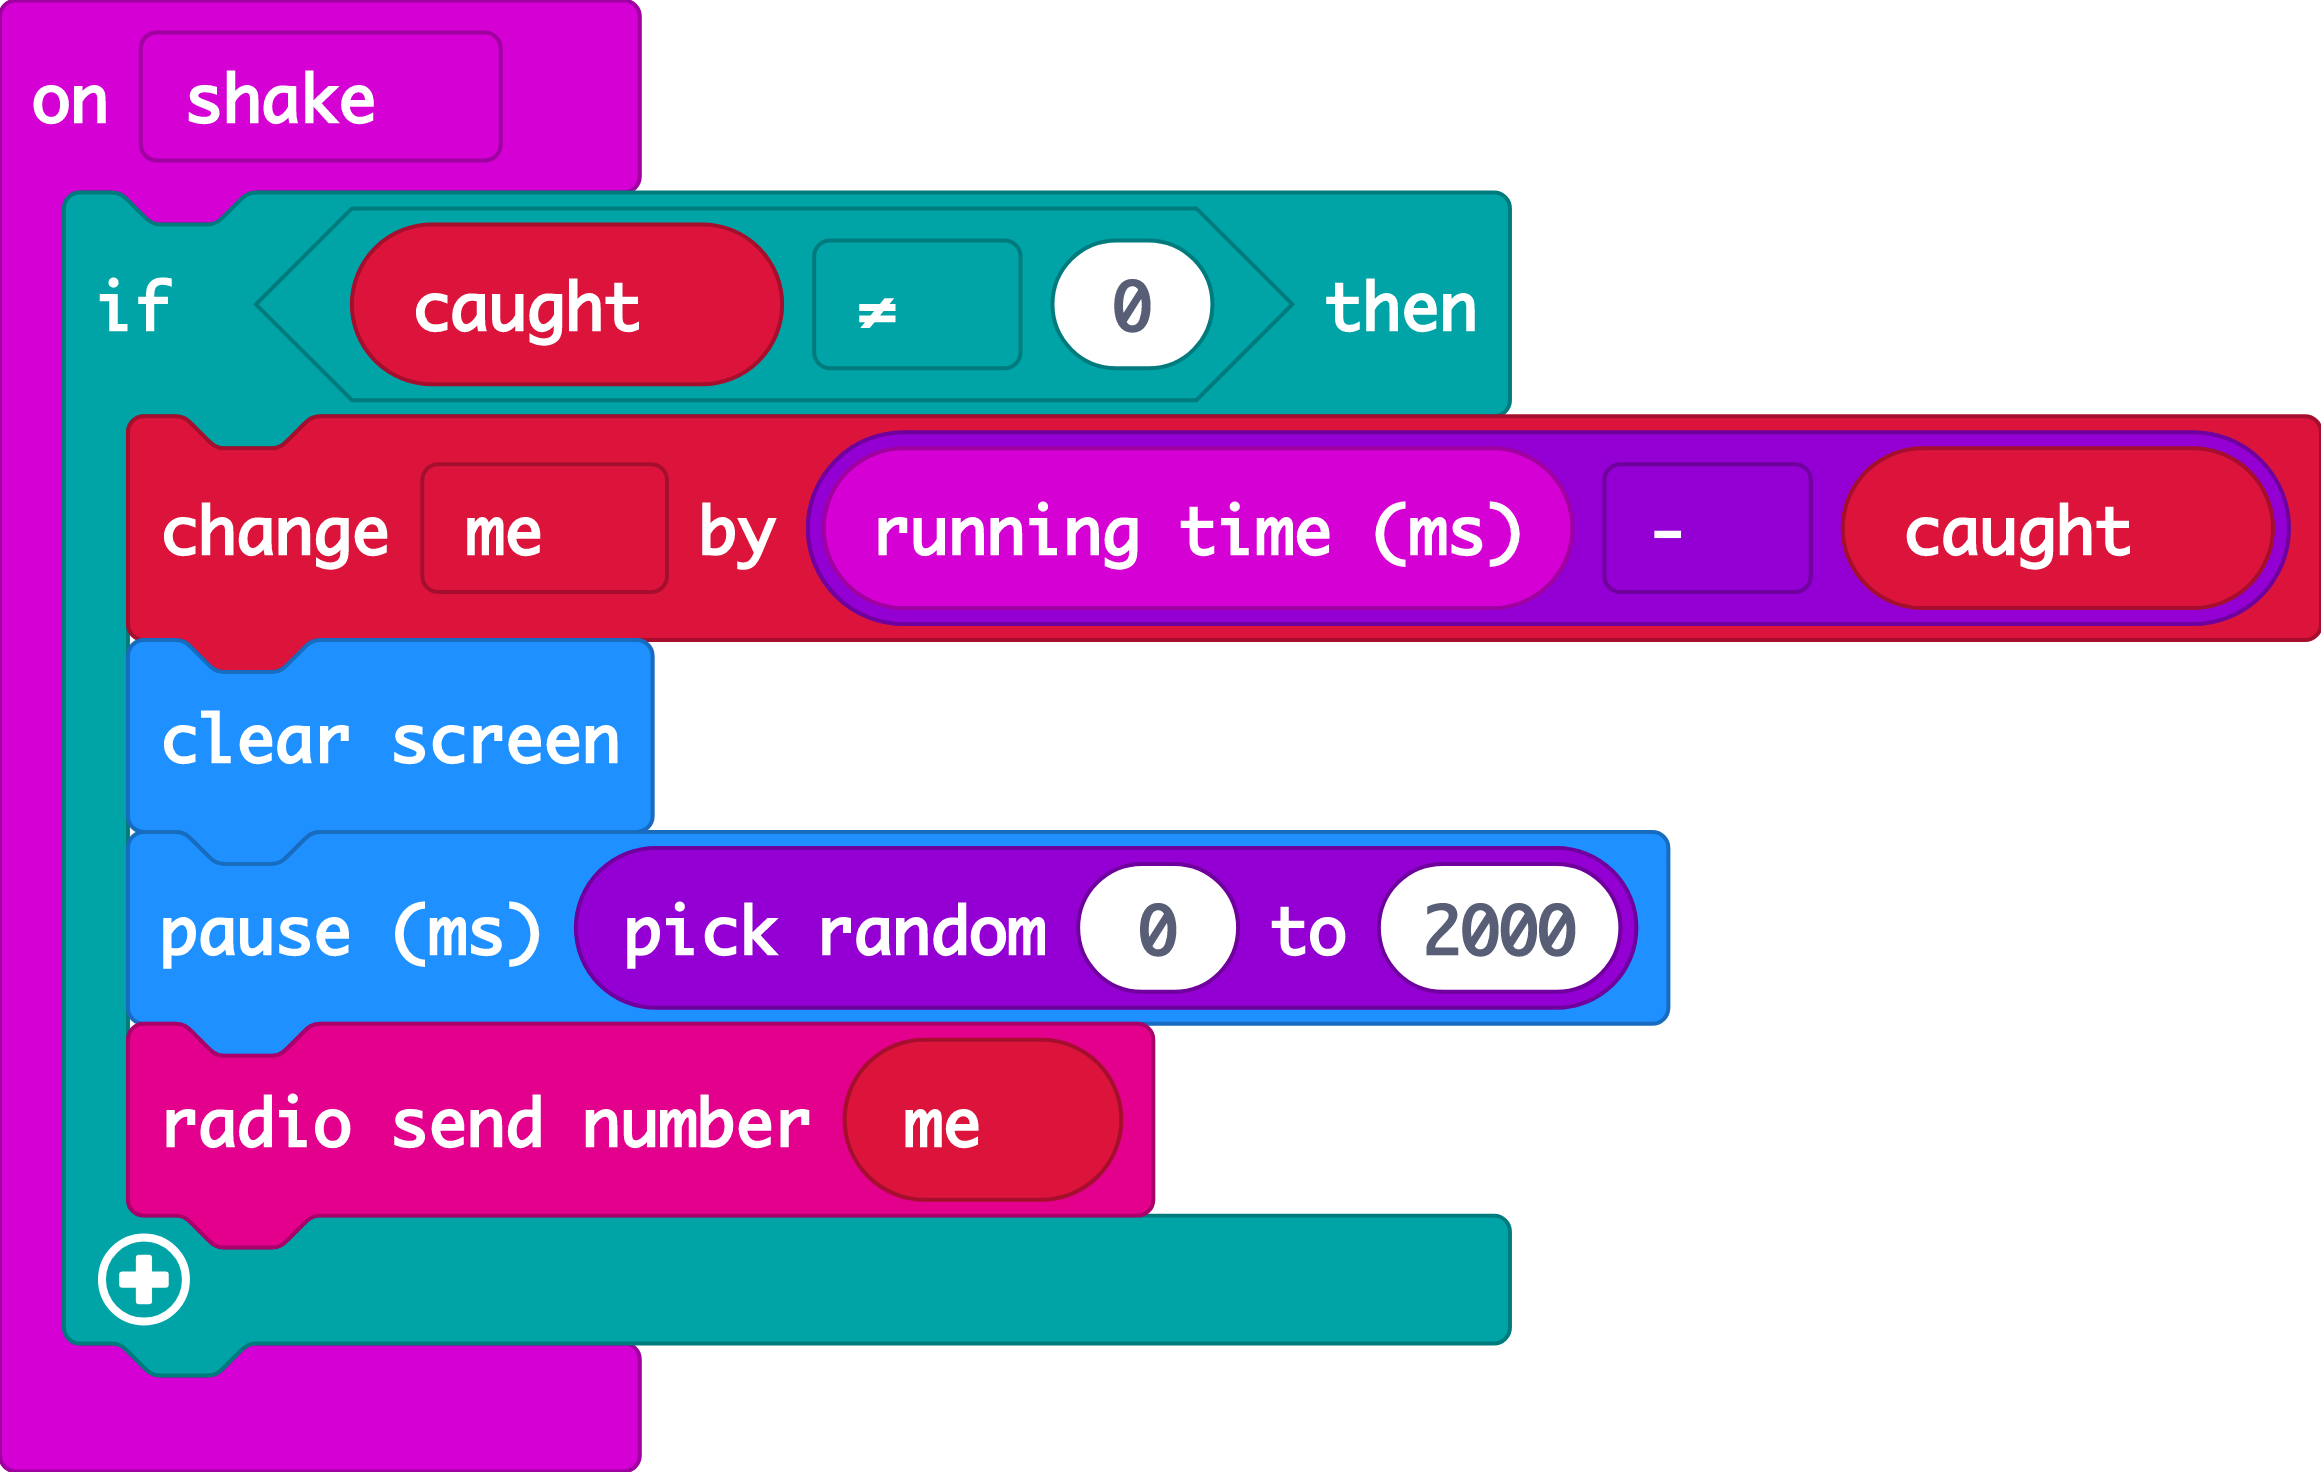 on shake
if caught ≠ 0 then
change me by running time (ms) - caught
clear screen
pause (ms) pick random 0 to 2000
radio send number me